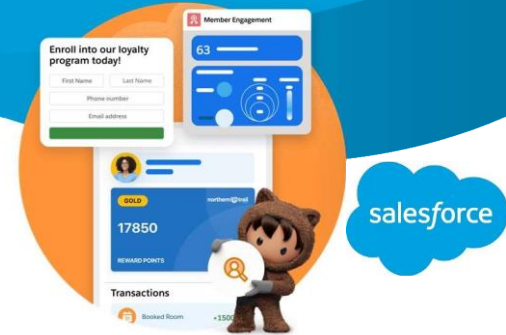 Member Engagement
63
Enroll into our loyalty
program today!
First Name
Last Name
Phone number
Email address
GOLD
northern trail
17850
REWARD POINTS
Transactions
Booked Room
+1500
salesforce